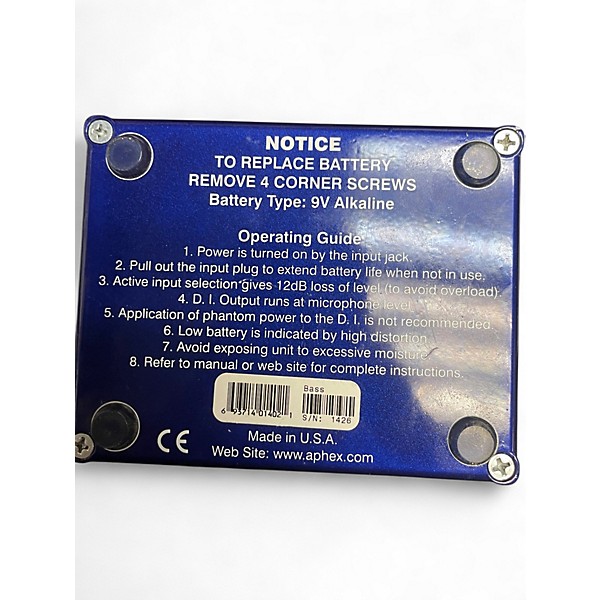 NOTICE
TO REPLACE BATTERY
REMOVE 4 CORNER SCREWS
Battery Type: 9V Alkaline
Operating Guide
1. Power is turned on by the input jack.
2. Pull out the input plug to extend battery life when not in use.
3. Active input selection gives 12dB loss of level (to avoid overload)
4. D. I. Output runs at microphone level
5. Application of phantom power to the D. I. is not recommended.
6. Low battery is indicated by high distortion
7. Avoid exposing unit to excessive moisture
8. Refer to manual or web site for complete instructions.
6 93714 01402 1
Bass
S/N: 1426
CE
Made in U.S.A.
Web Site: www.aphex.com